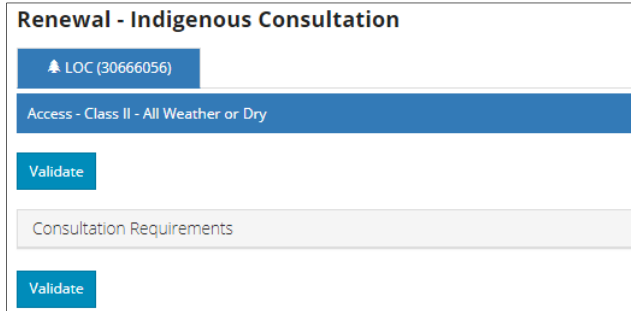 Renewal - Indigenous Consultation
LOC (30666056)
Access - Class II - All Weather or Dry
Validate
Consultation Requirements
Validate